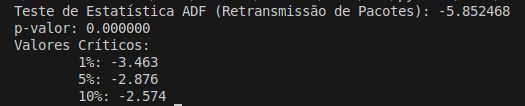 Teste de Estatística ADF (Retransmissão de Pacotes): -5.852468
p-valor: 0.000000
Valores Críticos:
1%: -3.463
5%: -2.876
10%: -2.574